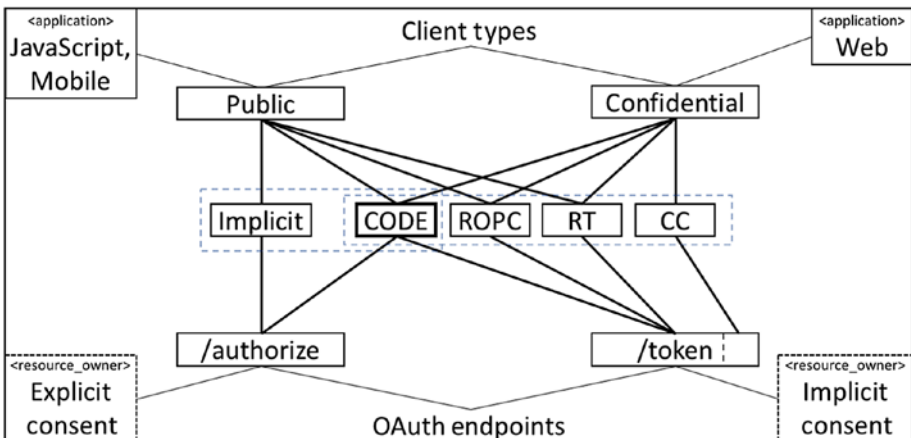 <application>
JavaScript,
Mobile
Client types
<application>
Web
Public
Confidential
Implicit
CODE
ROPC
RT
CC
/authorize
/token
<resource_owner>
Explicit
consent
OAuth endpoints
<resource_owner>
Implicit
consent